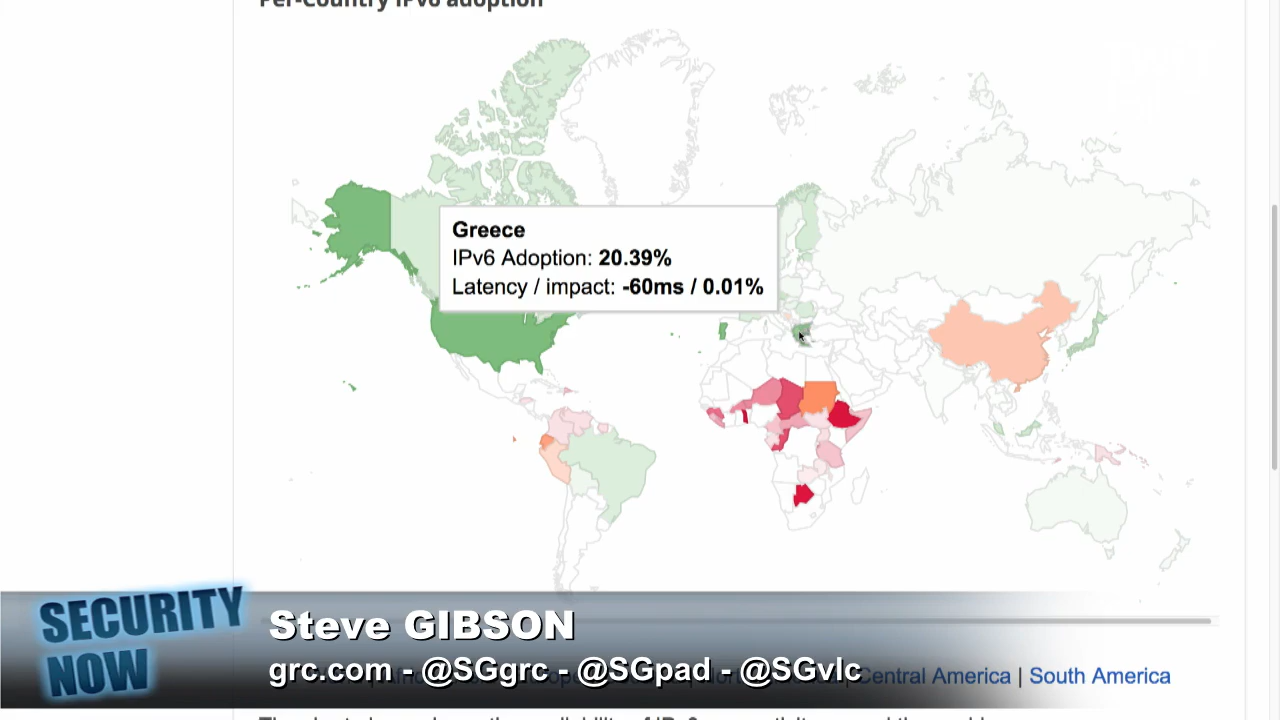 Per-Country IPv6 adoption
Greece
IPv6 Adoption: 20.39%
Latency / impact: -60ms / 0.01%
SECURITY
NOW
Steve GIBSON
grc.com - @SGgrc - @SGpad - @SGvlc
Central America | South America